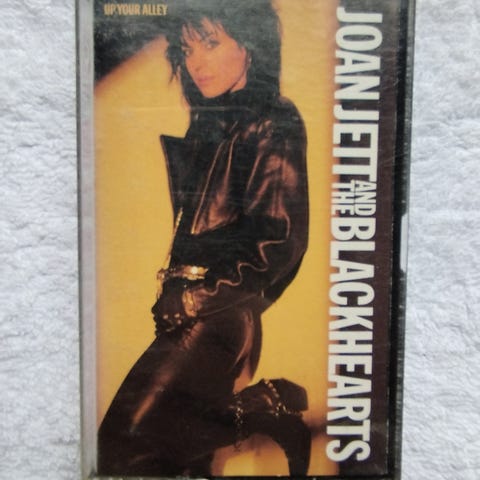 UP YOUR ALLEY
JOAN JETT AND THE BLACKHEARTS